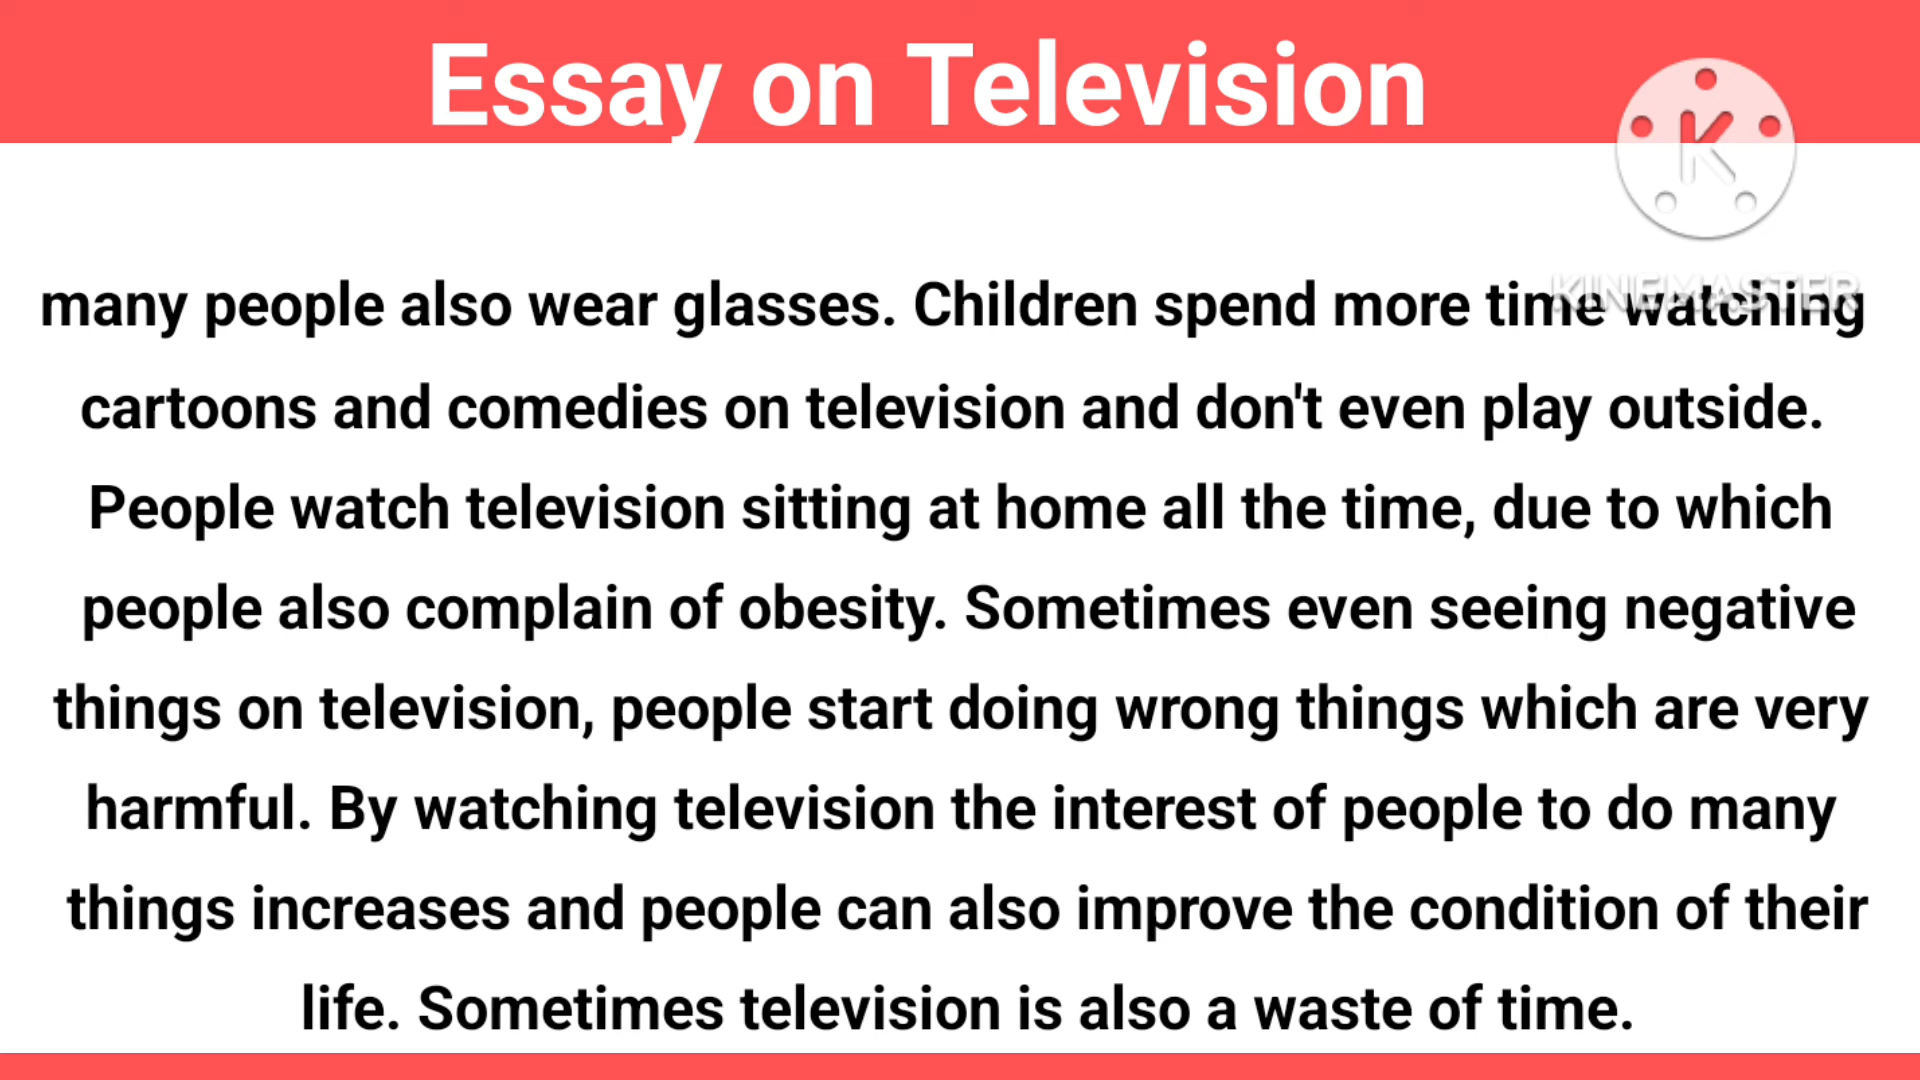 Essay on Television
K
KINEMASTER
many people also wear glasses. Children spend more time watching
cartoons and comedies on television and don't even play outside.
People watch television sitting at home all the time, due to which
people also complain of obesity. Sometimes even seeing negative
things on television, people start doing wrong things which are very
harmful. By watching television the interest of people to do many
things increases and people can also improve the condition of their
life. Sometimes television is also a waste of time.